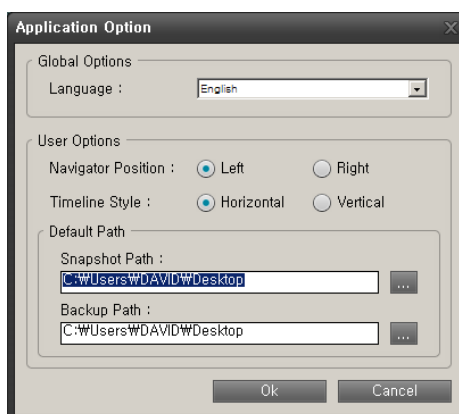 Application Option
Global Options
Language :
English
User Options
Navigator Position :
Left
Right
Timeline Style :
Horizontal
Vertical
Default Path
Snapshot Path :
C:₩Users₩DAVID₩Desktop
...
Backup Path :
C:₩Users₩DAVID₩Desktop
...
Ok
Cancel